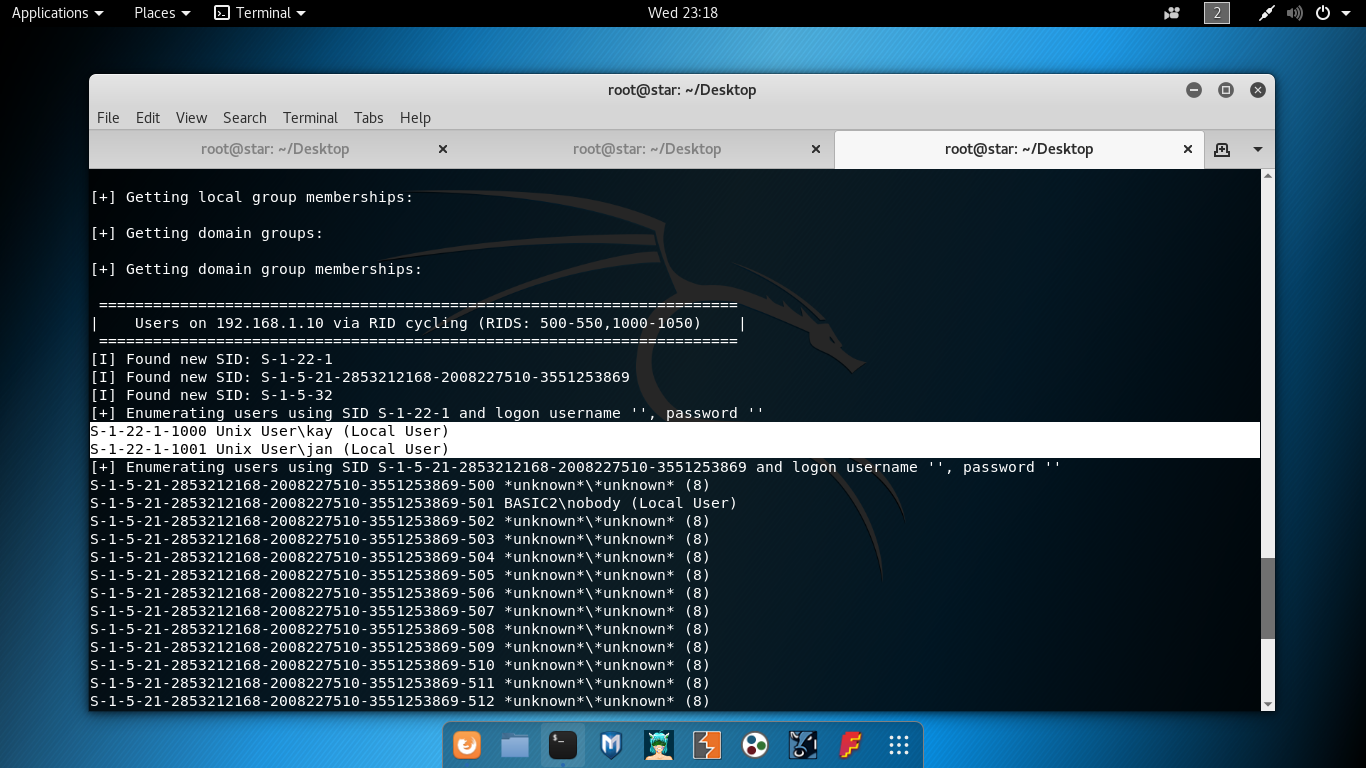 Applications Places Terminal Wed 23:18 2
root@star: ~/Desktop
File Edit View Search Terminal Tabs Help
root@star: ~/Desktop root@star: ~/Desktop root@star: ~/Desktop
[+] Getting local group memberships:
[+] Getting domain groups:
[+] Getting domain group memberships:
=======================================================================
| Users on 192.168.1.10 via RID cycling (RIDS: 500-550,1000-1050) |
=======================================================================
[I] Found new SID: S-1-22-1
[I] Found new SID: S-1-5-21-2853212168-2008227510-3551253869
[I] Found new SID: S-1-5-32
[+] Enumerating users using SID S-1-22-1 and logon username '', password ''
S-1-22-1-1000 Unix User\kay (Local User)
S-1-22-1-1001 Unix User\jan (Local User)
[+] Enumerating users using SID S-1-5-21-2853212168-2008227510-3551253869 and logon username '', password ''
S-1-5-21-2853212168-2008227510-3551253869-500 *unknown*\*unknown* (8)
S-1-5-21-2853212168-2008227510-3551253869-501 BASIC2\nobody (Local User)
S-1-5-21-2853212168-2008227510-3551253869-502 *unknown*\*unknown* (8)
S-1-5-21-2853212168-2008227510-3551253869-503 *unknown*\*unknown* (8)
S-1-5-21-2853212168-2008227510-3551253869-504 *unknown*\*unknown* (8)
S-1-5-21-2853212168-2008227510-3551253869-505 *unknown*\*unknown* (8)
S-1-5-21-2853212168-2008227510-3551253869-506 *unknown*\*unknown* (8)
S-1-5-21-2853212168-2008227510-3551253869-507 *unknown*\*unknown* (8)
S-1-5-21-2853212168-2008227510-3551253869-508 *unknown*\*unknown* (8)
S-1-5-21-2853212168-2008227510-3551253869-509 *unknown*\*unknown* (8)
S-1-5-21-2853212168-2008227510-3551253869-510 *unknown*\*unknown* (8)
S-1-5-21-2853212168-2008227510-3551253869-511 *unknown*\*unknown* (8)
S-1-5-21-2853212168-2008227510-3551253869-512 *unknown*\*unknown* (8)